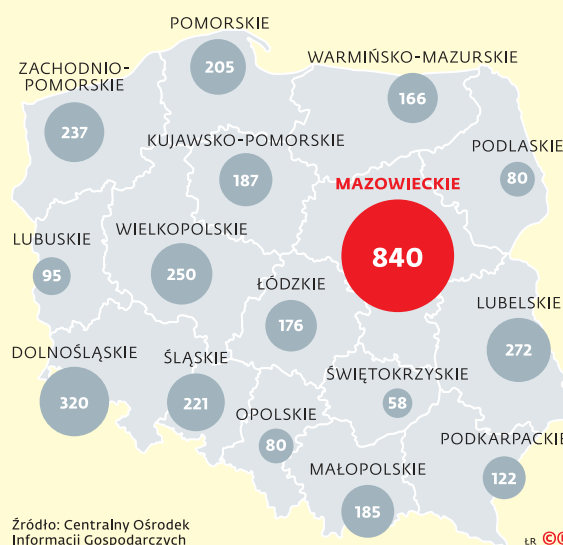 POMORSKIE
205
WARMIŃSKO-MAZURSKIE
166
ZACHODNIO-
POMORSKIE
237
KUJAWSKO-POMORSKIE
187
PODLASKIE
80
MAZOWIECKIE
840
LUBUSKIE
95
WIELKOPOLSKIE
250
ŁÓDZKIE
176
LUBELSKIE
272
DOLNOŚLĄSKIE
320
ŚLĄSKIE
221
ŚWIĘTOKRZYSKIE
58
OPOLSKIE
80
PODKARPACKIE
122
MAŁOPOLSKIE
185
Źródło: Centralny Ośrodek
Informacji Gospodarczych
ŁR ©℗